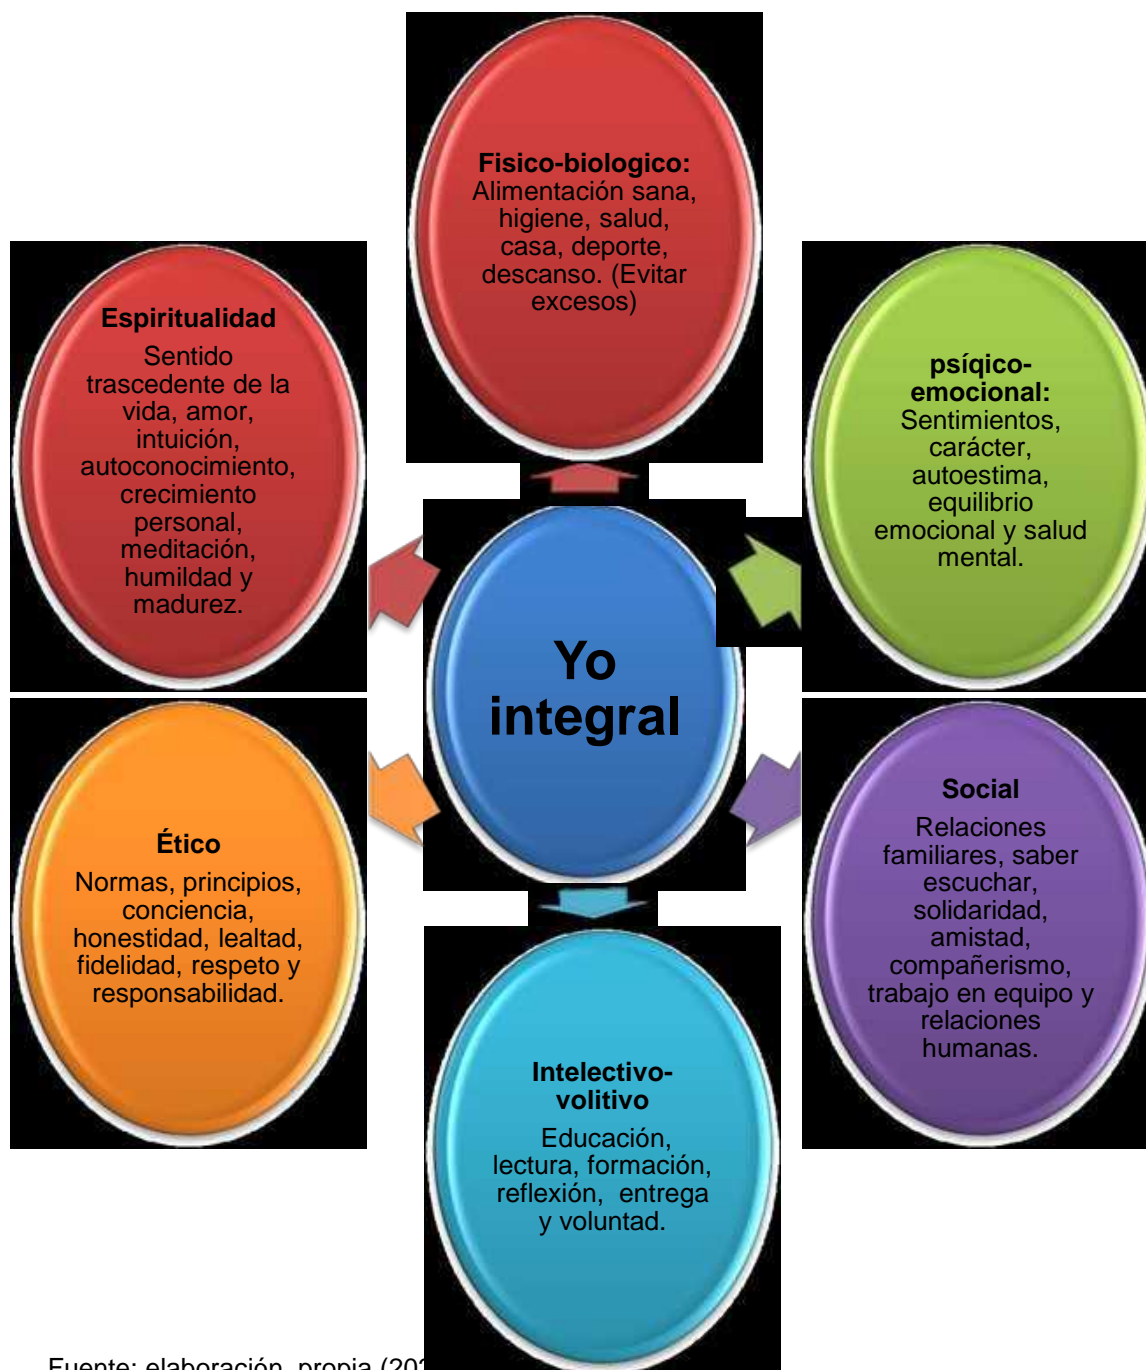 Fisico-biologico:
Alimentación sana,
higiene, salud,
casa, deporte,
descanso. (Evitar
excesos)
psíqico-
emocional:
Sentimientos,
carácter,
autoestima,
equilibrio
emocional y salud
mental.
Social
Relaciones
familiares, saber
escuchar,
solidaridad,
amistad,
compañerismo,
trabajo en equipo y
relaciones
humanas.
Intelectivo-
volitivo
Educación,
lectura, formación,
reflexión, entrega
y voluntad.
Ético
Normas, principios,
conciencia,
honestidad, lealtad,
fidelidad, respeto y
responsabilidad.
Espiritualidad
Sentido
trascedente de la
vida, amor,
intuición,
autoconocimiento,
crecimiento
personal,
meditación,
humildad y
madurez.
Yo
integral
Fuente: elaboración propia